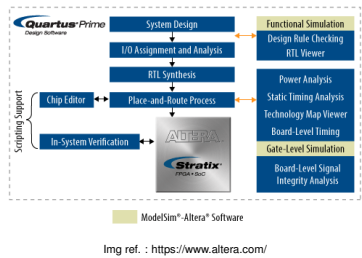 Quartus® Prime
Design Software
System Design
I/O Assignment and Analysis
RTL Synthesis
Place-and-Route Process
Chip Editor
In-System Verification
Scripting Support
ALTERA
Stratix®
FPGA • SoC
Functional Simulation
Design Rule Checking
RTL Viewer
Power Analysis
Static Timing Analysis
Technology Map Viewer
Board-Level Timing
Gate-Level Simulation
Board-Level Signal
Integrity Analysis
ModelSim®-Altera® Software
Img ref. : https://www.altera.com/